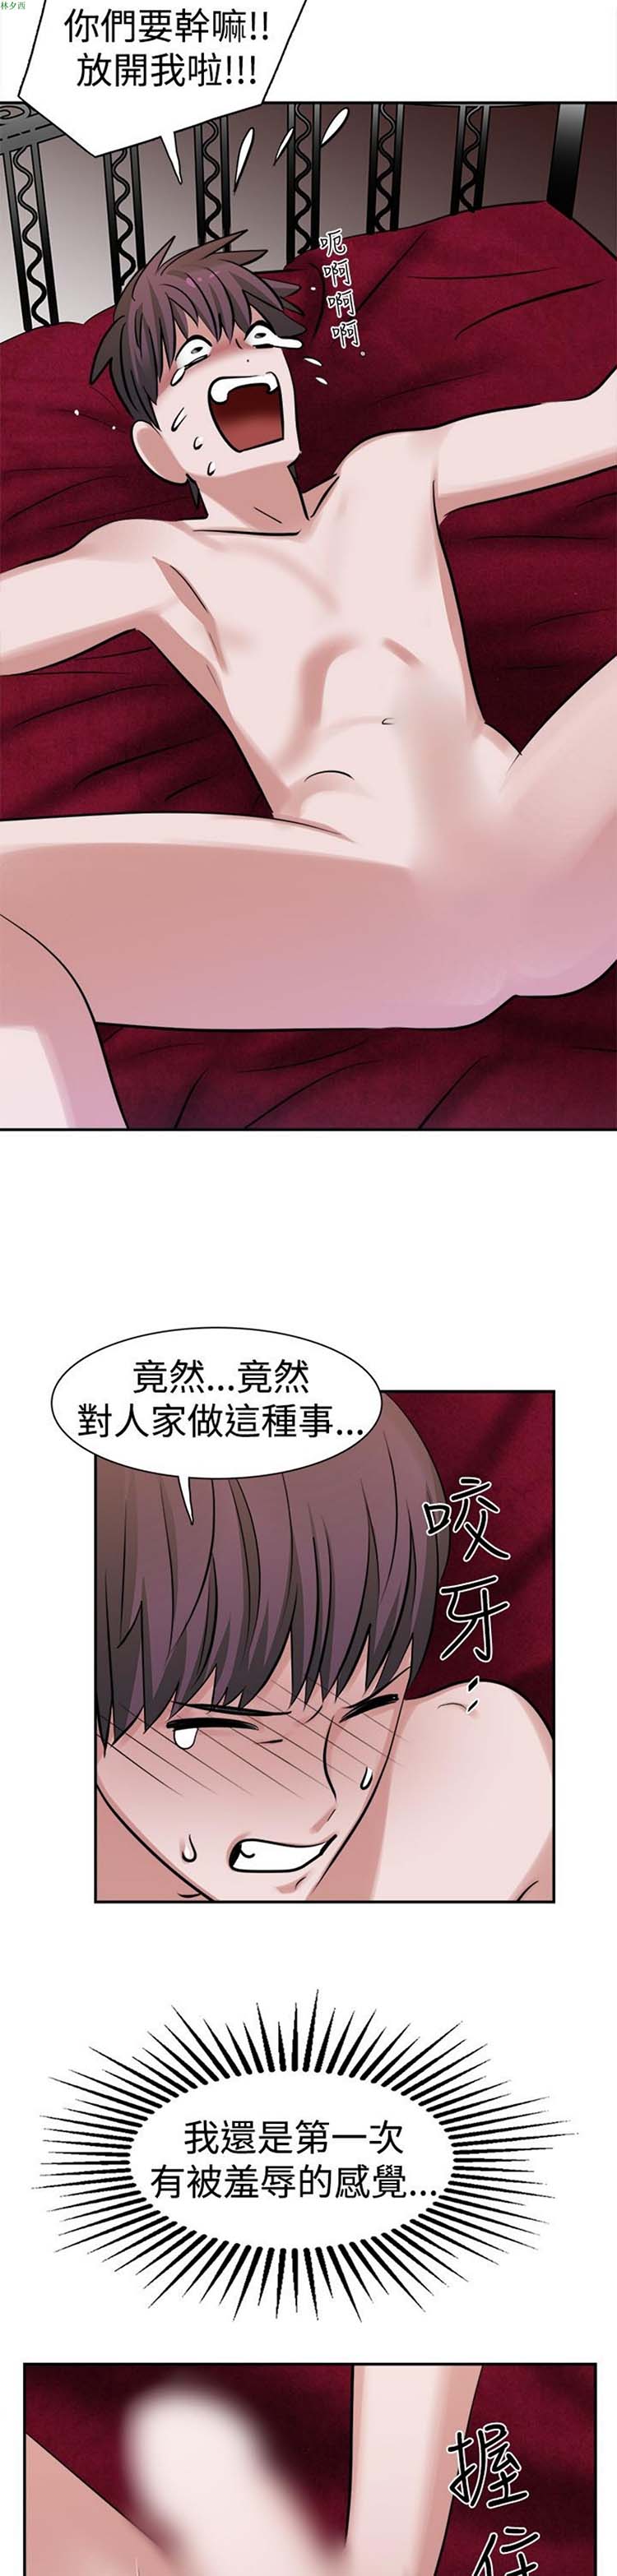 林夕西
你們要幹嘛!!
放開我啦!!!
呃啊啊啊
竟然...竟然
對人家做這種事...
咬牙
我還是第一次
有被羞辱的感覺...
握住